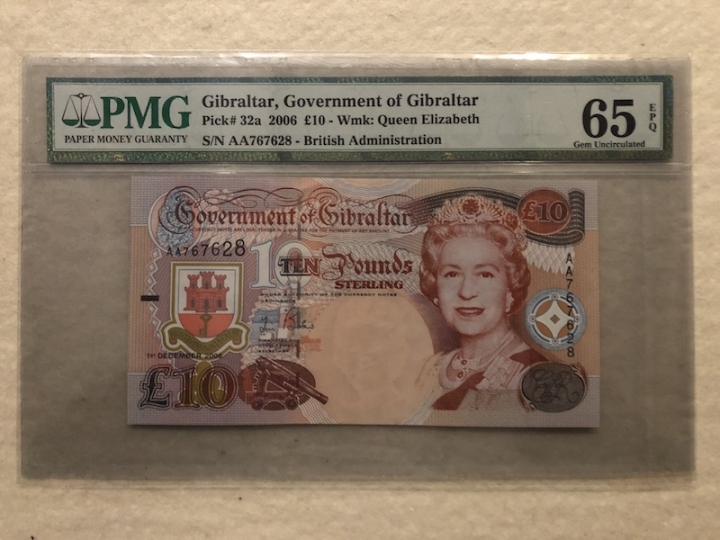 PMG
PAPER MONEY GUARANTY
Gibraltar, Government of Gibraltar
Pick# 32a 2006 £10 - Wmk: Queen Elizabeth
S/N AA767628 - British Administration
65 EPQ
Gem Uncirculated
Government of Gibraltar
£10
AA767628
10
TEN Pounds
STERLING
AA767628
1st DECEMBER 2006
£10